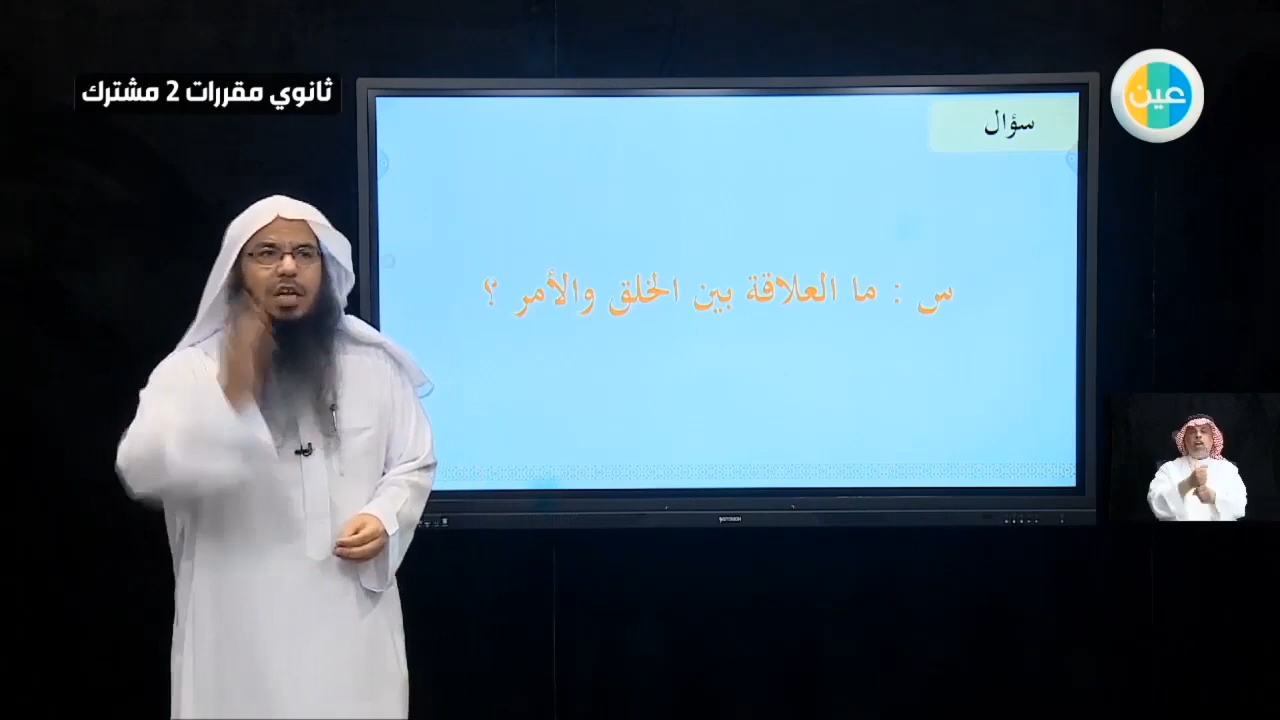 ثانوي مقررات 2 مشترك
عين
سؤال
س : ما العلاقة بين الخلق والأمر ؟